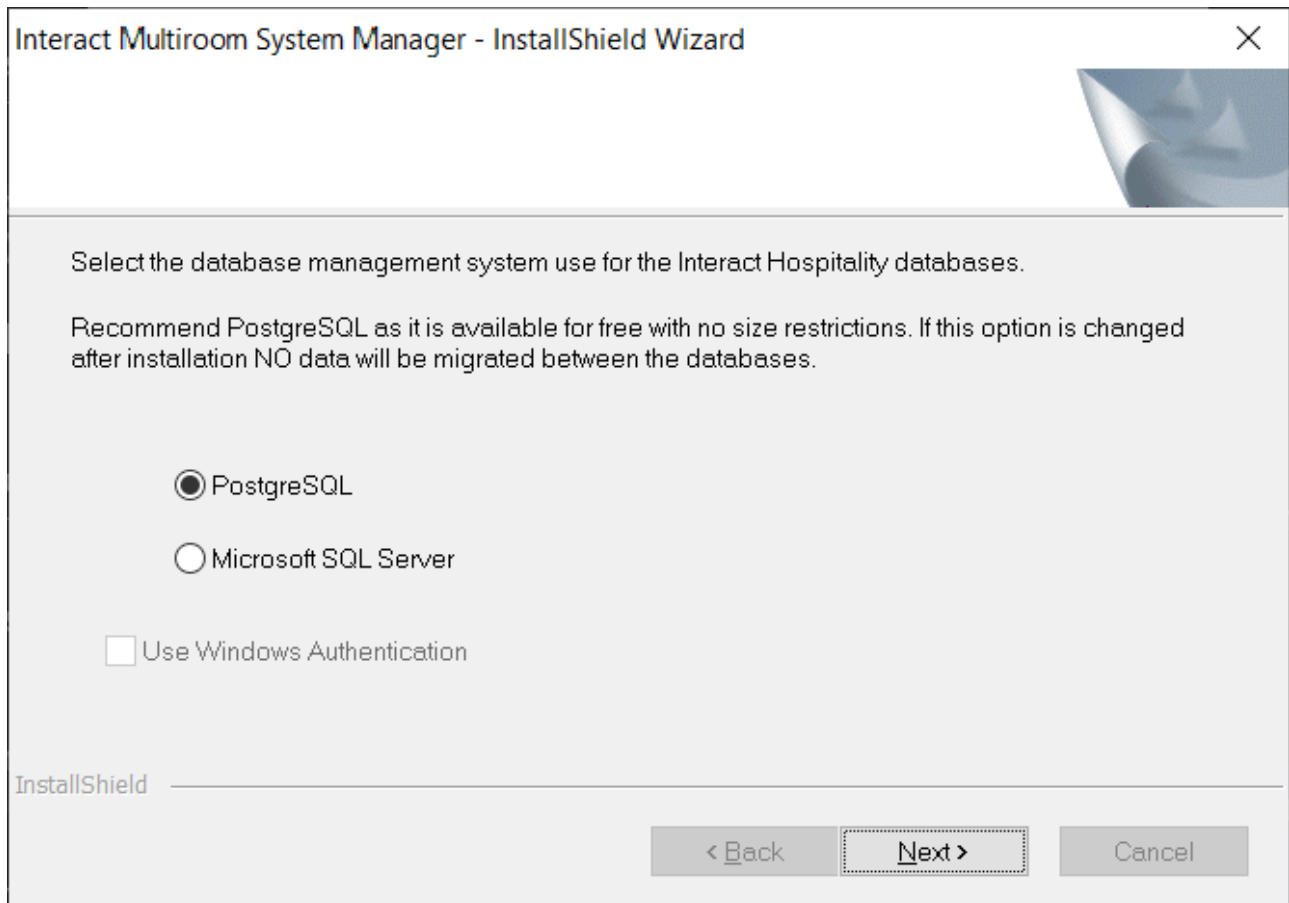 Interact Multiroom System Manager - InstallShield Wizard
Select the database management system use for the Interact Hospitality databases.
Recommend PostgreSQL as it is available for free with no size restrictions. If this option is changed
after installation NO data will be migrated between the databases.
PostgreSQL
Microsoft SQL Server
Use Windows Authentication
InstallShield
< Back
Next >
Cancel